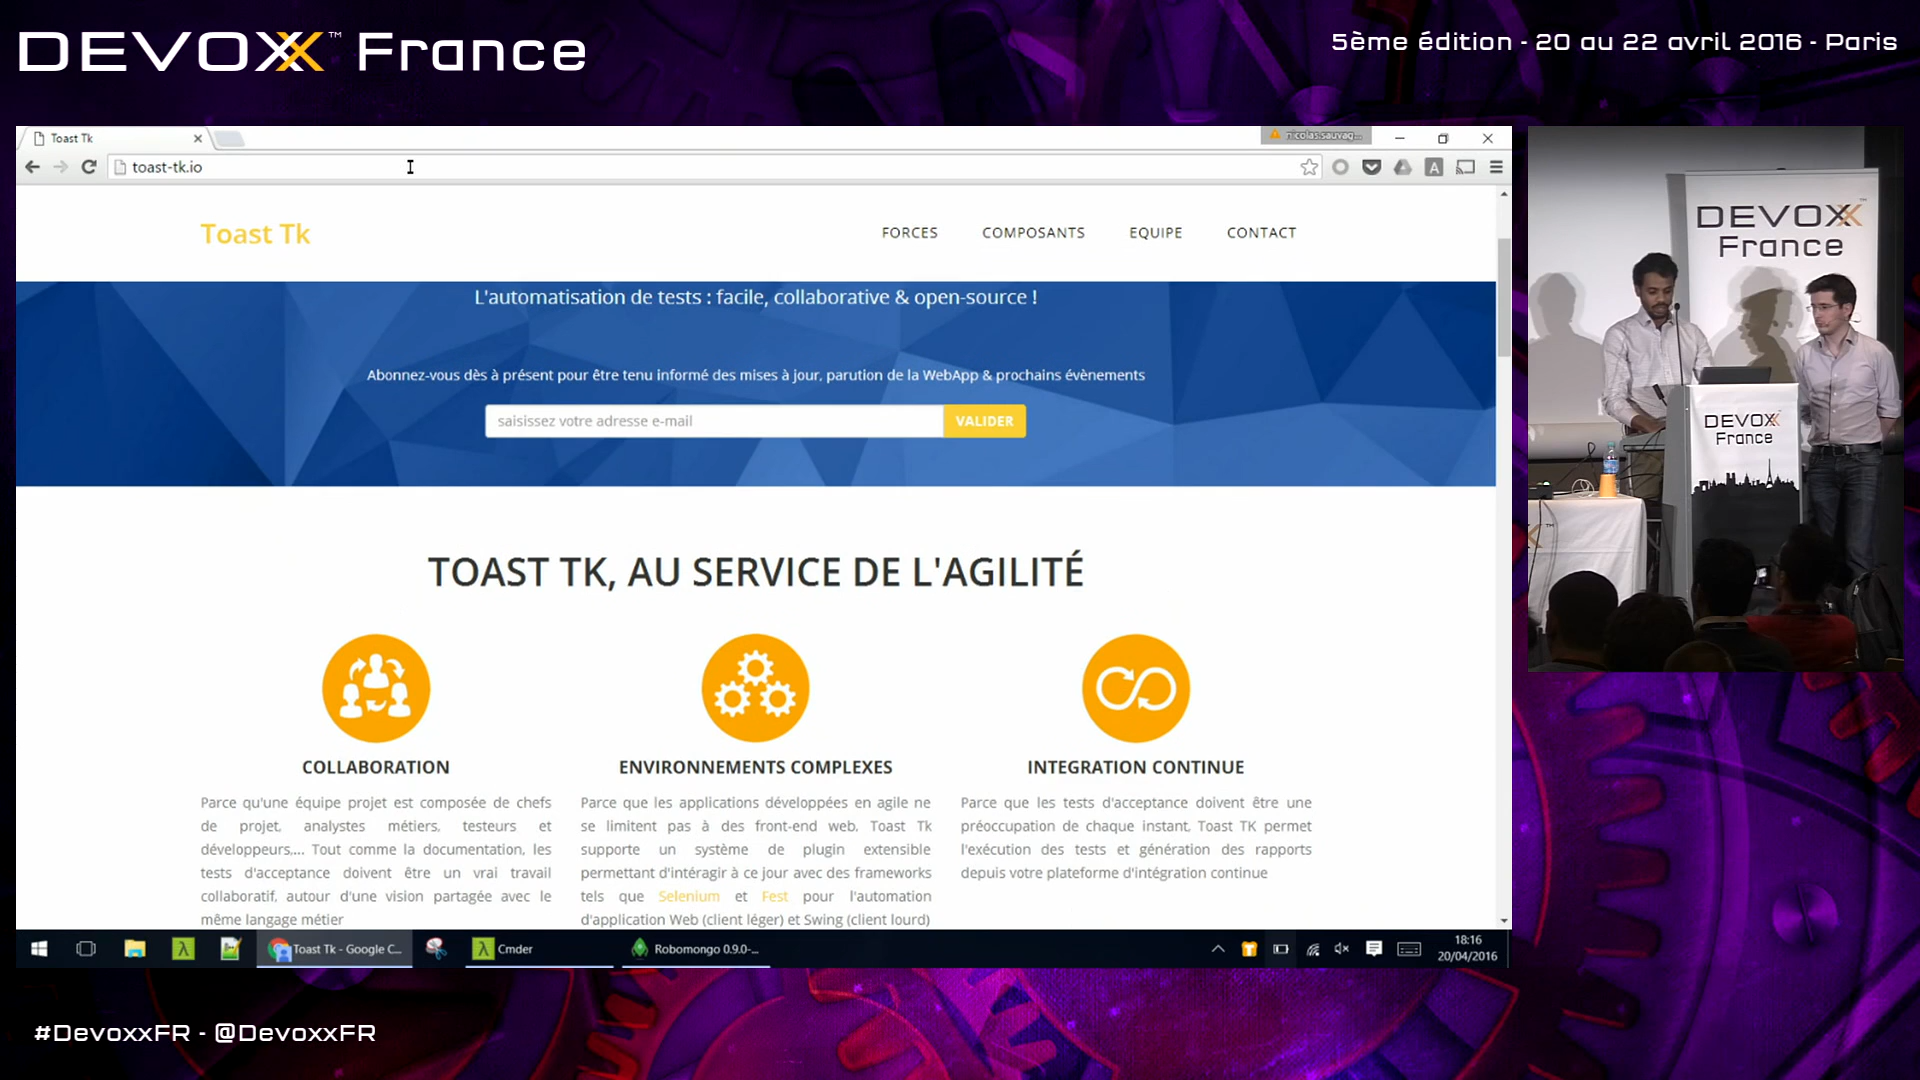 DEVOXX™ France
5ème édition - 20 au 22 avril 2016 - Paris
Toast Tk
nicolas.sauvag...
toast-tk.io
Toast Tk
FORCES
COMPOSANTS
EQUIPE
CONTACT
L'automatisation de tests : facile, collaborative & open-source !
Abonnez-vous dès à présent pour être tenu informé des mises à jour, parution de la WebApp & prochains évènements
saisissez votre adresse e-mail
VALIDER
TOAST TK, AU SERVICE DE L'AGILITÉ
COLLABORATION
Parce qu'une équipe projet est composée de chefs
de projet, analystes métiers, testeurs et
développeurs,... Tout comme la documentation, les
tests d'acceptance doivent être un vrai travail
collaboratif, autour d'une vision partagée avec le
même langage métier
ENVIRONNEMENTS COMPLEXES
Parce que les applications développées en agile ne
se limitent pas à des front-end web, Toast Tk
supporte un système de plugin extensible
permettant d'intéragir à ce jour avec des frameworks
tels que Selenium et Fest pour l'automation
d'application Web (client léger) et Swing (client lourd)
INTEGRATION CONTINUE
Parce que les tests d'acceptance doivent être une
préoccupation de chaque instant, Toast TK permet
l'exécution des tests et génération des rapports
depuis votre plateforme d'intégration continue
Toast Tk - Google C...
Cmder
Robomongo 0.9.0-...
18:16
20/04/2016
DEVOXX™
France
DEVOXX
France
#DevoxxFR - @DevoxxFR